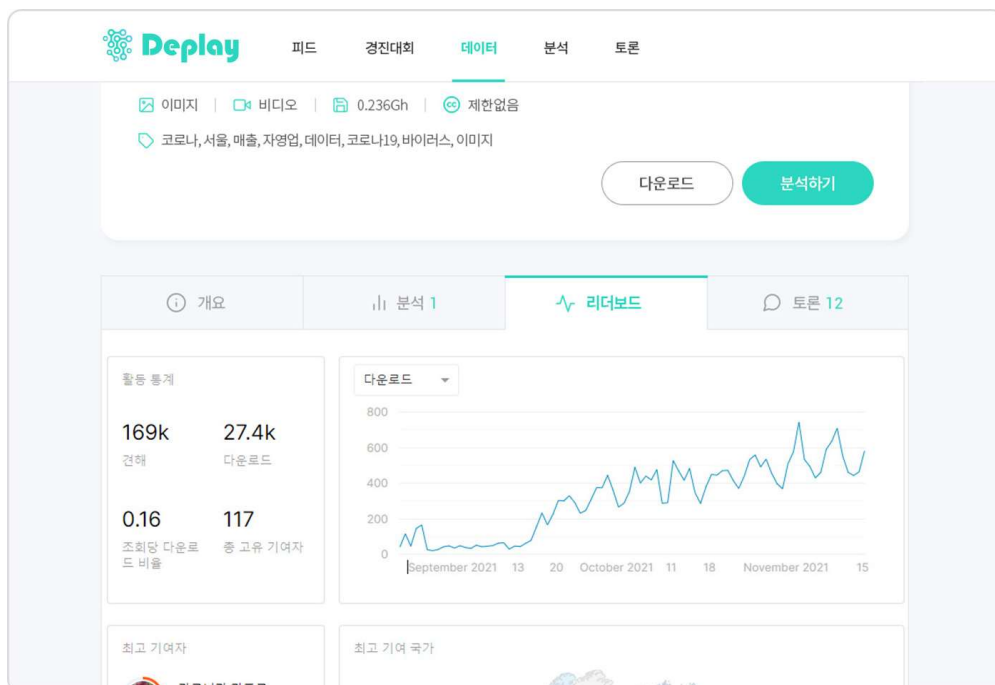 Deplay 피드 경진대회 데이터 분석 토론
이미지 비디오 0.236Gh cc 제한없음
코로나, 서울, 매출, 자영업, 데이터, 코로나19, 바이러스, 이미지
다운로드 분석하기
개요 분석 1 리더보드 토론 12
활동 통계
169k 27.4k
견해 다운로드
0.16 117
조회당 다운로
드 비율
총 고유 기여자
다운로드
800
600
400
200
0
September 2021 13 20 October 2021 11 18 November 2021 15
최고 기여자
최고 기여 국가